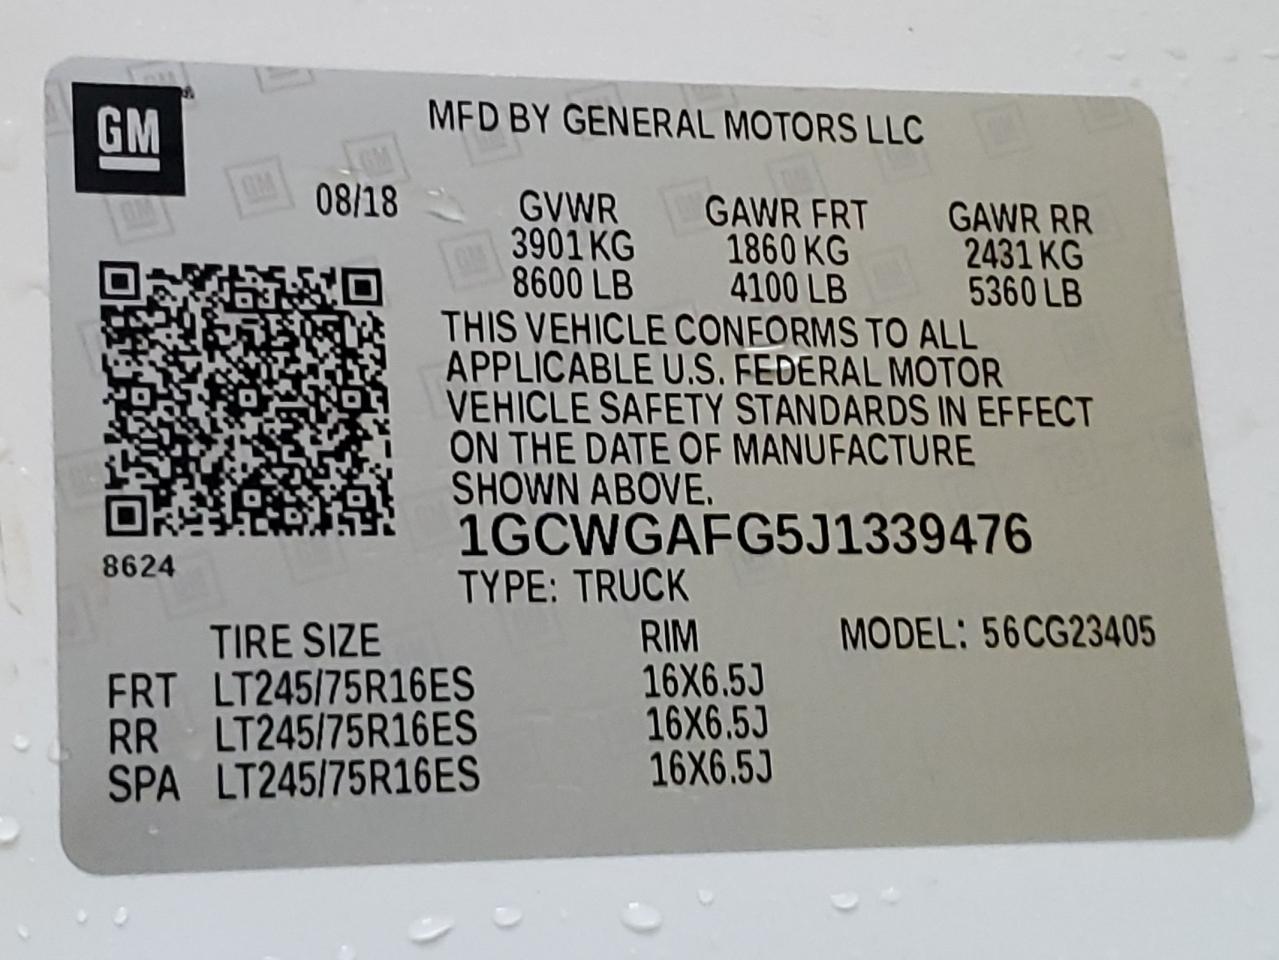 GM
MFD BY GENERAL MOTORS LLC
08/18
GVWR GAWR FRT GAWR RR
3901 KG 1860 KG 2431 KG
8600 LB 4100 LB 5360 LB
THIS VEHICLE CONFORMS TO ALL
APPLICABLE U.S. FEDERAL MOTOR
VEHICLE SAFETY STANDARDS IN EFFECT
ON THE DATE OF MANUFACTURE
SHOWN ABOVE.
1GCWGAFG5J1339476
8624
TYPE: TRUCK
TIRE SIZE RIM MODEL: 56CG23405
FRT LT245/75R16ES 16X6.5J
RR LT245/75R16ES 16X6.5J
SPA LT245/75R16ES 16X6.5J